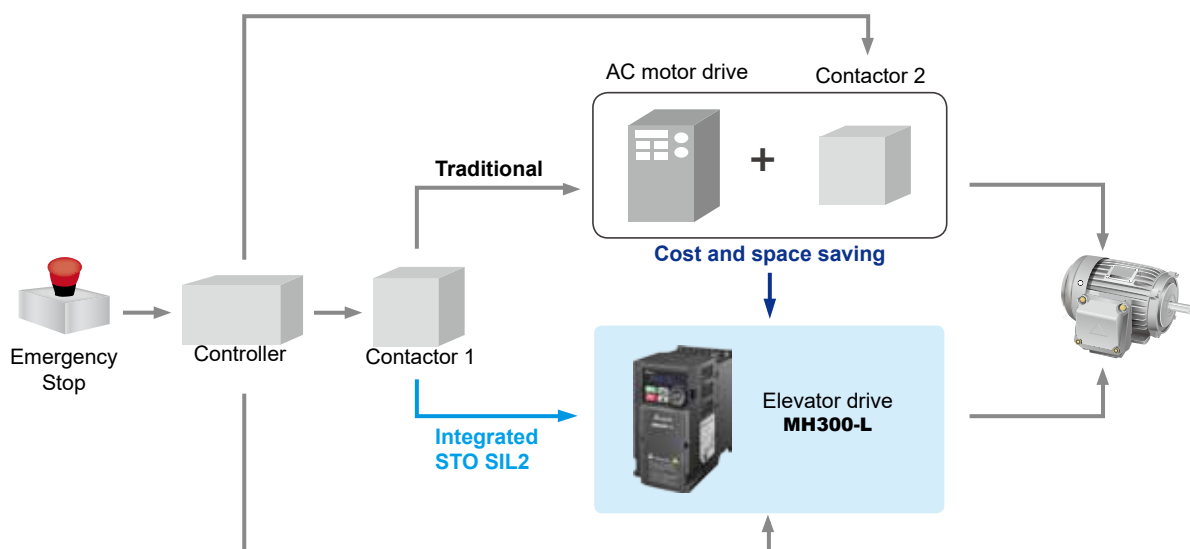 AC motor drive
Contactor 2
Traditional
+
Cost and space saving
Emergency
Stop
Controller
Contactor 1
Integrated
STO SIL2
Elevator drive
MH300-L